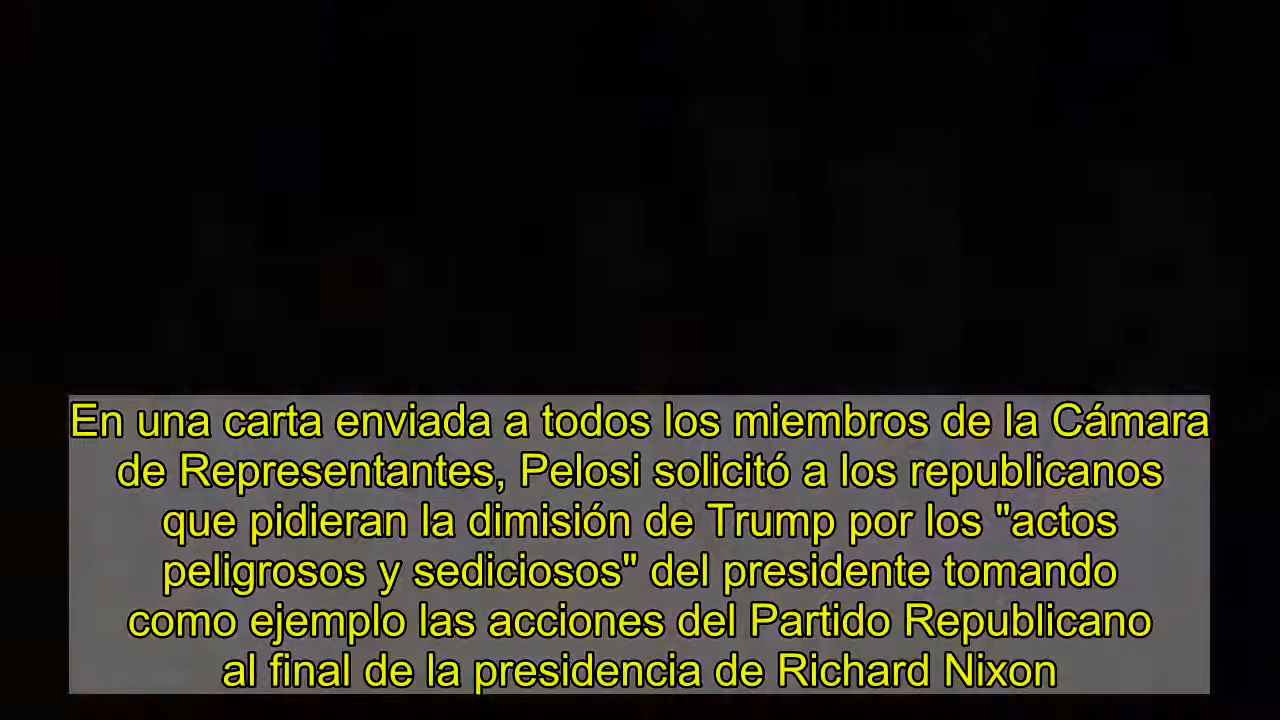 En una carta enviada a todos los miembros de la Cámara
de Representantes, Pelosi solicitó a los republicanos
que pidieran la dimisión de Trump por los "actos
peligrosos y sediciosos" del presidente tomando
como ejemplo las acciones del Partido Republicano
al final de la presidencia de Richard Nixon